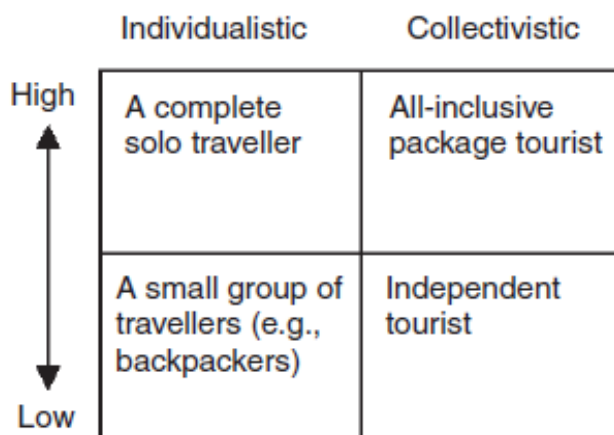 Individualistic Collectivistic
High
A complete
solo traveller
All-inclusive
package tourist
A small group of
travellers (e.g.,
backpackers)
Independent
tourist
Low